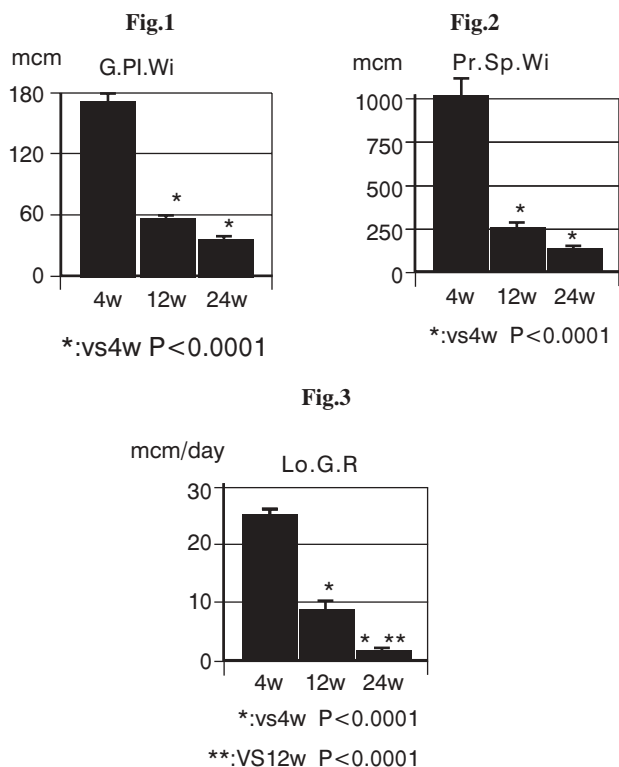 Fig.1
mcm
G.Pl.Wi
180
120
60
0
*
*
4w 12w 24w
*:vs4w P<0.0001
Fig.2
mcm
Pr.Sp.Wi
1000
750
500
250
0
*
*
4w 12w 24w
*:vs4w P<0.0001
Fig.3
mcm/day
Lo.G.R
30
20
10
0
*
* **
4w 12w 24w
*:vs4w P<0.0001
**:VS12w P<0.0001